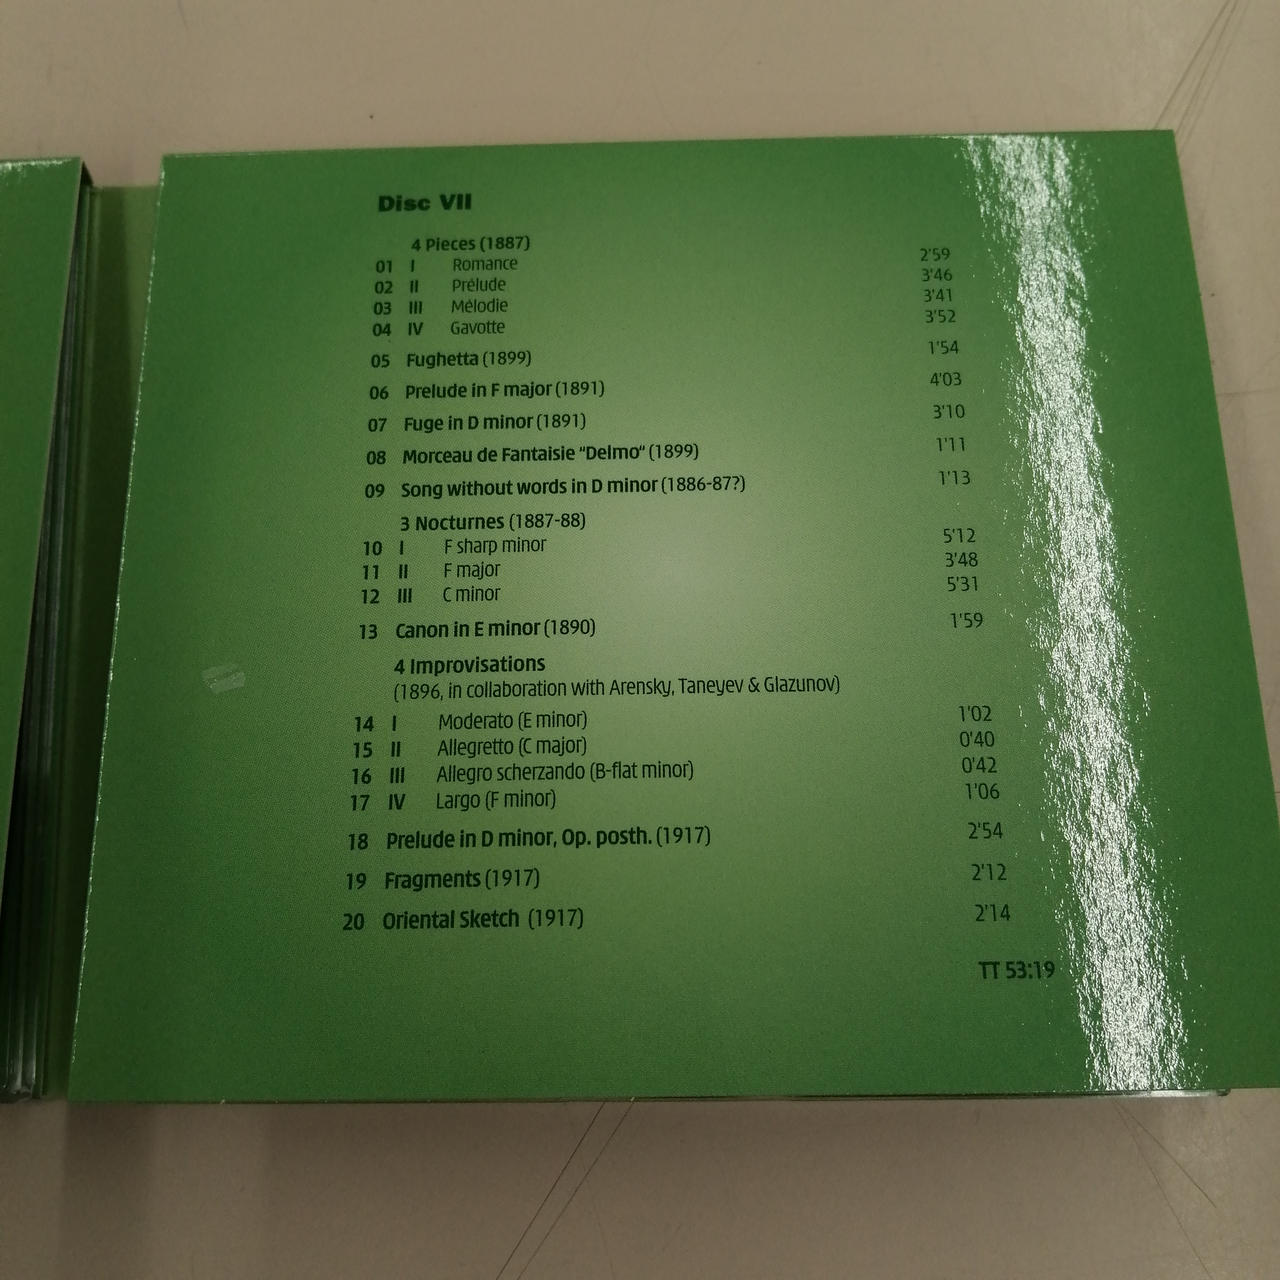 Disc VII
4 Pieces (1887)
01 I Romance 2'59
02 II Prélude 3'46
03 III Mélodie 3'41
04 IV Gavotte 3'52
05 Fughetta (1899) 1'54
06 Prelude in F major (1891) 4'03
07 Fuge in D minor (1891) 3'10
08 Morceau de Fantaisie "Delmo" (1899) 1'11
09 Song without words in D minor (1886-87?) 1'13
3 Nocturnes (1887-88)
10 I F sharp minor 5'12
11 II F major 3'48
12 III C minor 5'31
13 Canon in E minor (1890) 1'59
4 Improvisations
(1896, in collaboration with Arensky, Taneyev & Glazunov)
14 I Moderato (E minor) 1'02
15 II Allegretto (C major) 0'40
16 III Allegro scherzando (B-flat minor) 0'42
17 IV Largo (F minor) 1'06
18 Prelude in D minor, Op. posth. (1917) 2'54
19 Fragments (1917) 2'12
20 Oriental Sketch (1917) 2'14
TT 53:19